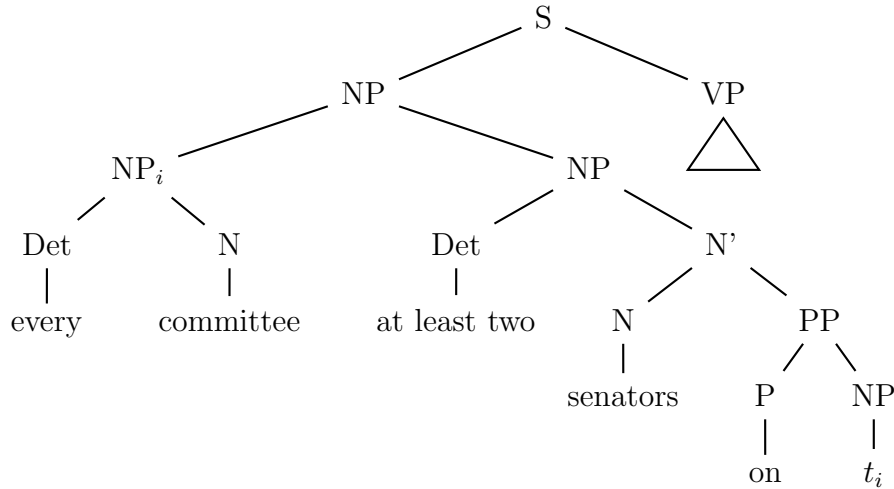 S
NP VP
NP_i NP
Det N Det N’
every committee at least two N PP
senators P NP
on t_i